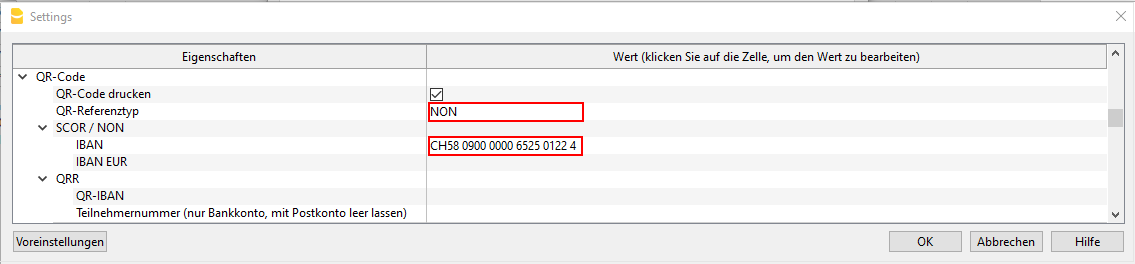 Settings
Eigenschaften Wert (klicken Sie auf die Zelle, um den Wert zu bearbeiten)
QR-Code
QR-Code drucken
QR-Referenztyp NON
SCOR / NON
IBAN CH58 0900 0000 6525 0122 4
IBAN EUR
QRR
QR-IBAN
Teilnehmernummer (nur Bankkonto, mit Postkonto leer lassen)
Voreinstellungen OK Abbrechen Hilfe